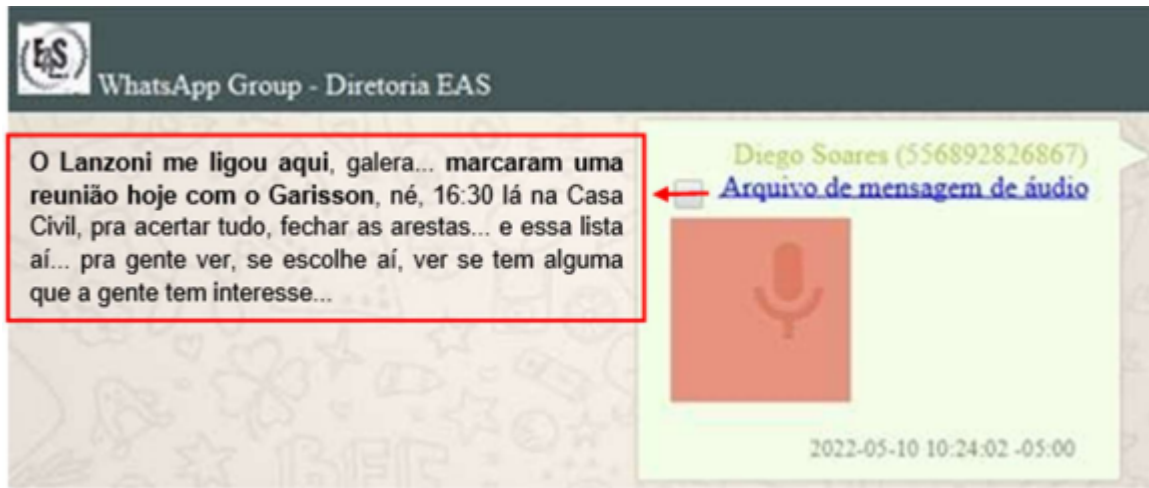 EAS
WhatsApp Group - Diretoria EAS
O Lanzoni me ligou aqui, galera... marcaram uma
reunião hoje com o Garisson, né, 16:30 lá na Casa
Civil, pra acertar tudo, fechar as arestas... e essa lista
aí... pra gente ver, se escolhe aí, ver se tem alguma
que a gente tem interesse...
Diego Soares (556892826867)
Arquivo de mensagem de áudio
2022-05-10 10:24:02 -05:00